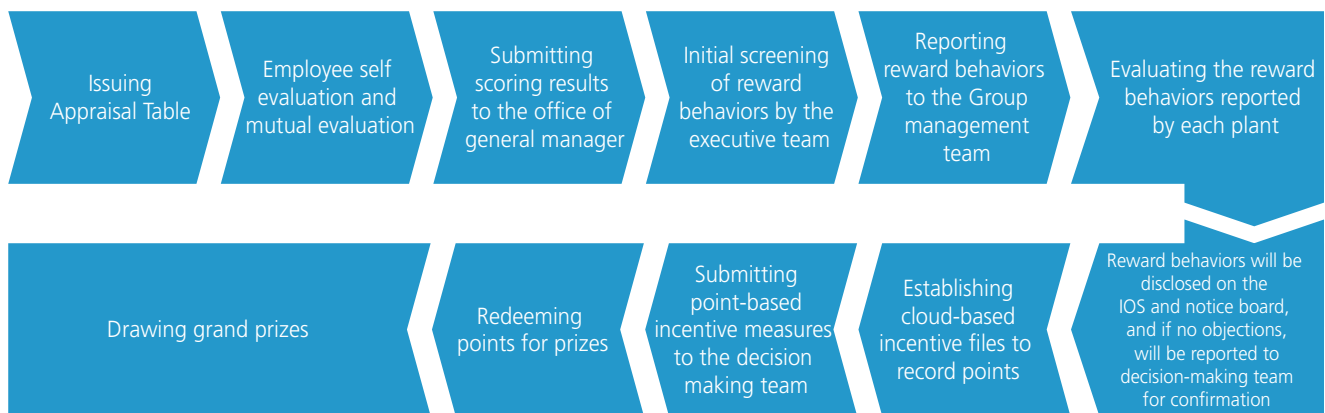 Issuing
Appraisal Table
Employee self
evaluation and
mutual evaluation
Submitting
scoring results
to the office of
general manager
Initial screening
of reward
behaviors by the
executive team
Reporting
reward behaviors
to the Group
management
team
Evaluating the reward
behaviors reported
by each plant
Reward behaviors will be
disclosed on the
IOS and notice board,
and if no objections,
will be reported to
decision-making team
for confirmation
Establishing
cloud-based
incentive files to
record points
Submitting
point-based
incentive measures
to the decision
making team
Redeeming
points for prizes
Drawing grand prizes